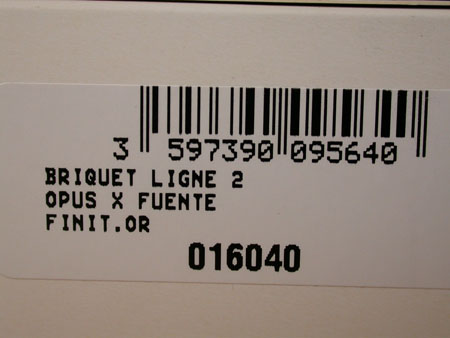 3 597390 095640
BRIQUET LIGNE 2
OPUS X FUENTE
FINIT.OR
016040